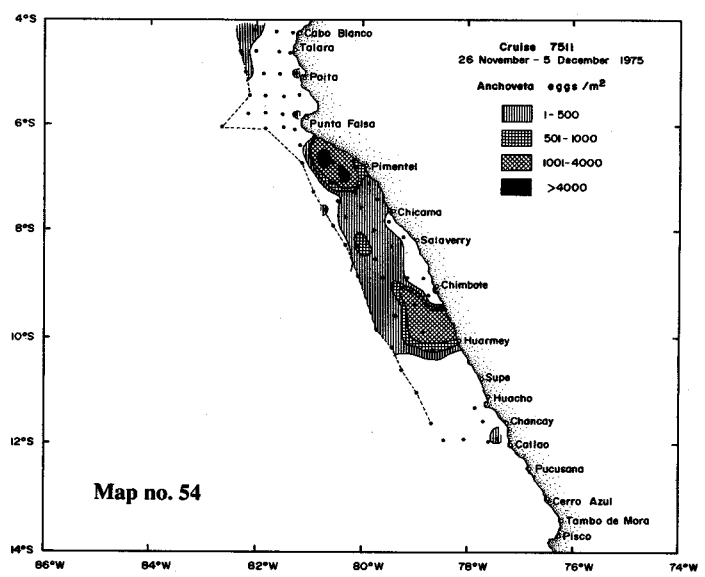 Cruise 7511
26 November - 5 December 1975
Anchoveta eggs /m²
1-500
501-1000
1001-4000
>4000
4°S
6°S
8°S
10°S
12°S
14°S
Cabo Blanco
Talara
Paita
Punta Falsa
Pimentel
Chicama
Salaverry
Chimbote
Huarmey
Supe
Huacho
Chancay
Callao
Pucusana
Cerro Azul
Tambo de Mora
Pisco
Map no. 54
86°W
84°W
82°W
80°W
78°W
76°W
74°W